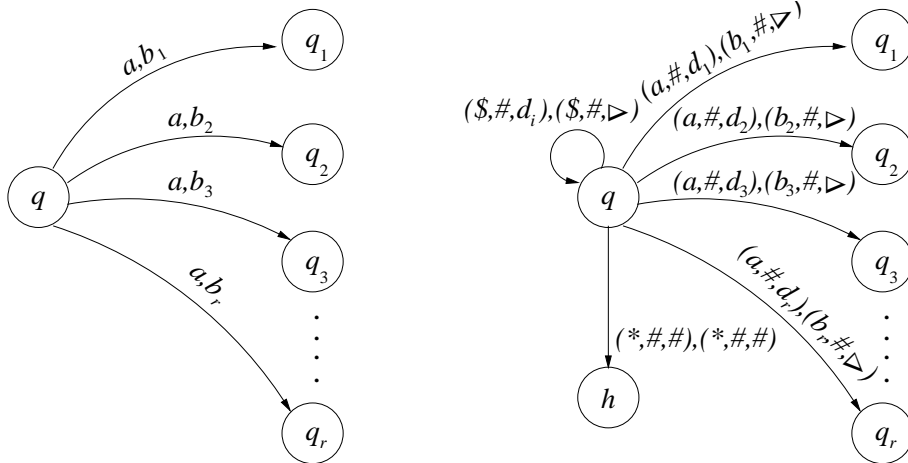 a,b₁
a,b₂
a,b₃
a,bᵣ
q
q₁
q₂
q₃
qᵣ
($,#,dᵢ),($,#,▷)
(a,#,d₁),(b₁,#,▷)
(a,#,d₂),(b₂,#,▷)
(a,#,d₃),(b₃,#,▷)
(a,#,dᵣ),(bᵣ,#,▷)
(*,#,#),(*,#,#)
q
h
q₁
q₂
q₃
qᵣ